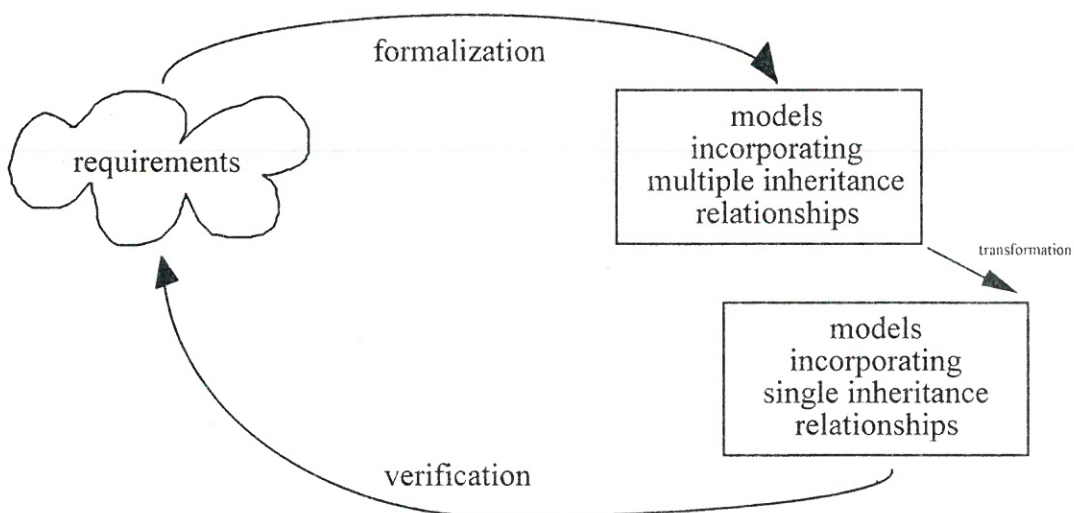 formalization
requirements
models
incorporating
multiple inheritance
relationships
transformation
models
incorporating
single inheritance
relationships
verification